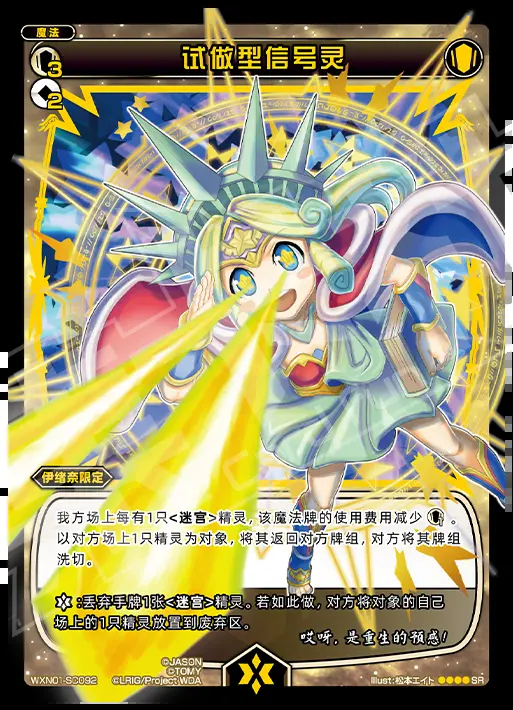 魔法
试做型信号灵
3
2
伊绪奈限定
我方场上每有1只<迷宫>精灵，该魔法牌的使用费用减少 。
以对方场上1只精灵为对象，将其返回对方牌组，对方将其牌组
洗切。
:丢弃手牌1张<迷宫>精灵。若如此做，对方将对象的自己
场上的1只精灵放置到废弃区。
哎呀，是重生的预感！
©JASON
©TOMY
WXN01-SC092 ©LRIG/Project WDA
Illust:松本エイト SR